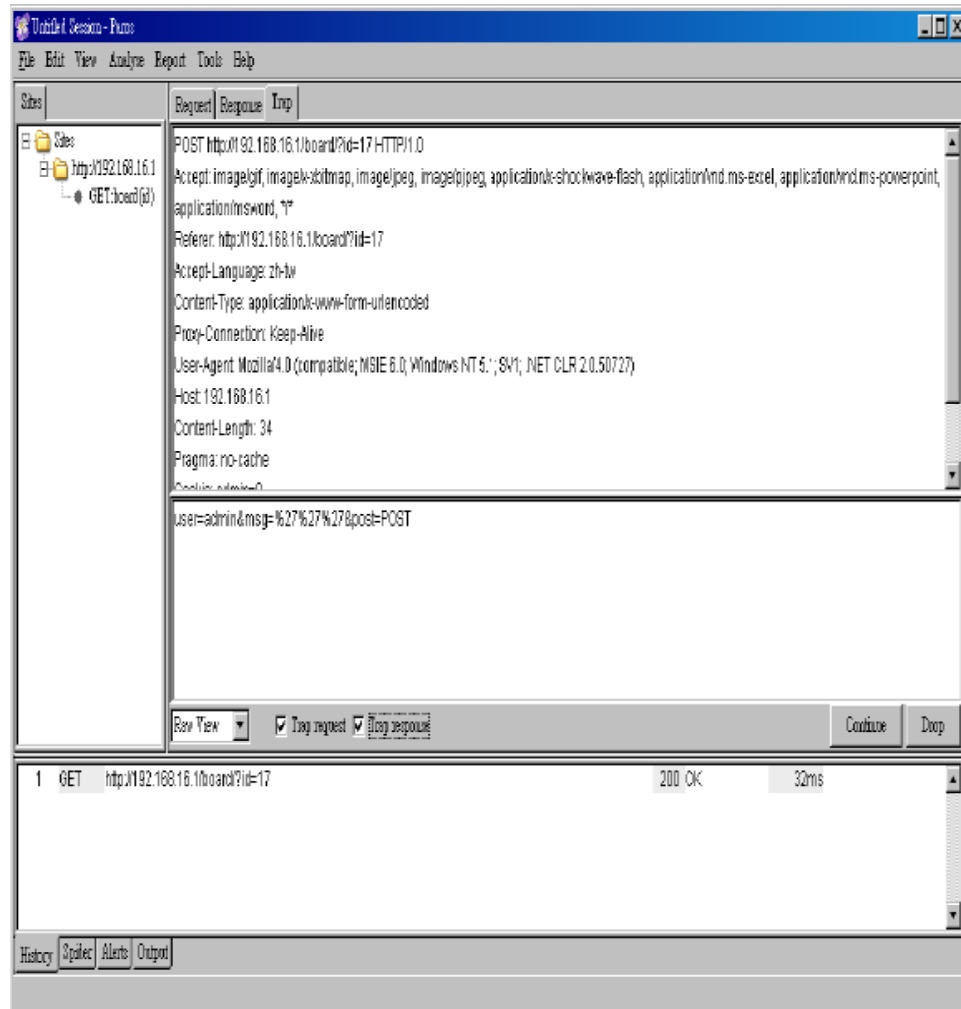 Untitled Session - Paros
File Edit View Analyse Report Tools Help
Sites
Request Response Trap
Sites
http://192.168.16.1
GET:board(id)
POST http://192.168.16.1/board/?id=17 HTTP/1.0
Accept: image/gif, image/x-xbitmap, image/jpeg, image/pjpeg, application/x-shockwave-flash, application/vnd.ms-excel, application/vnd.ms-powerpoint,
application/msword, */*
Referer: http://192.168.16.1/board/?id=17
Accept-Language: zh-tw
Content-Type: application/x-www-form-urlencoded
Proxy-Connection: Keep-Alive
User-Agent: Mozilla/4.0 (compatible; MSIE 6.0; Windows NT 5.1; SV1; .NET CLR 2.0.50727)
Host: 192.168.16.1
Content-Length: 34
Pragma: no-cache
Cookie: admin=0
user=admin&msg=%27%27%27&post=POST
Raw View Trap request Trap response Continue Drop
1 GET http://192.168.16.1/board/?id=17 200 OK 32ms
History Spider Alerts Output